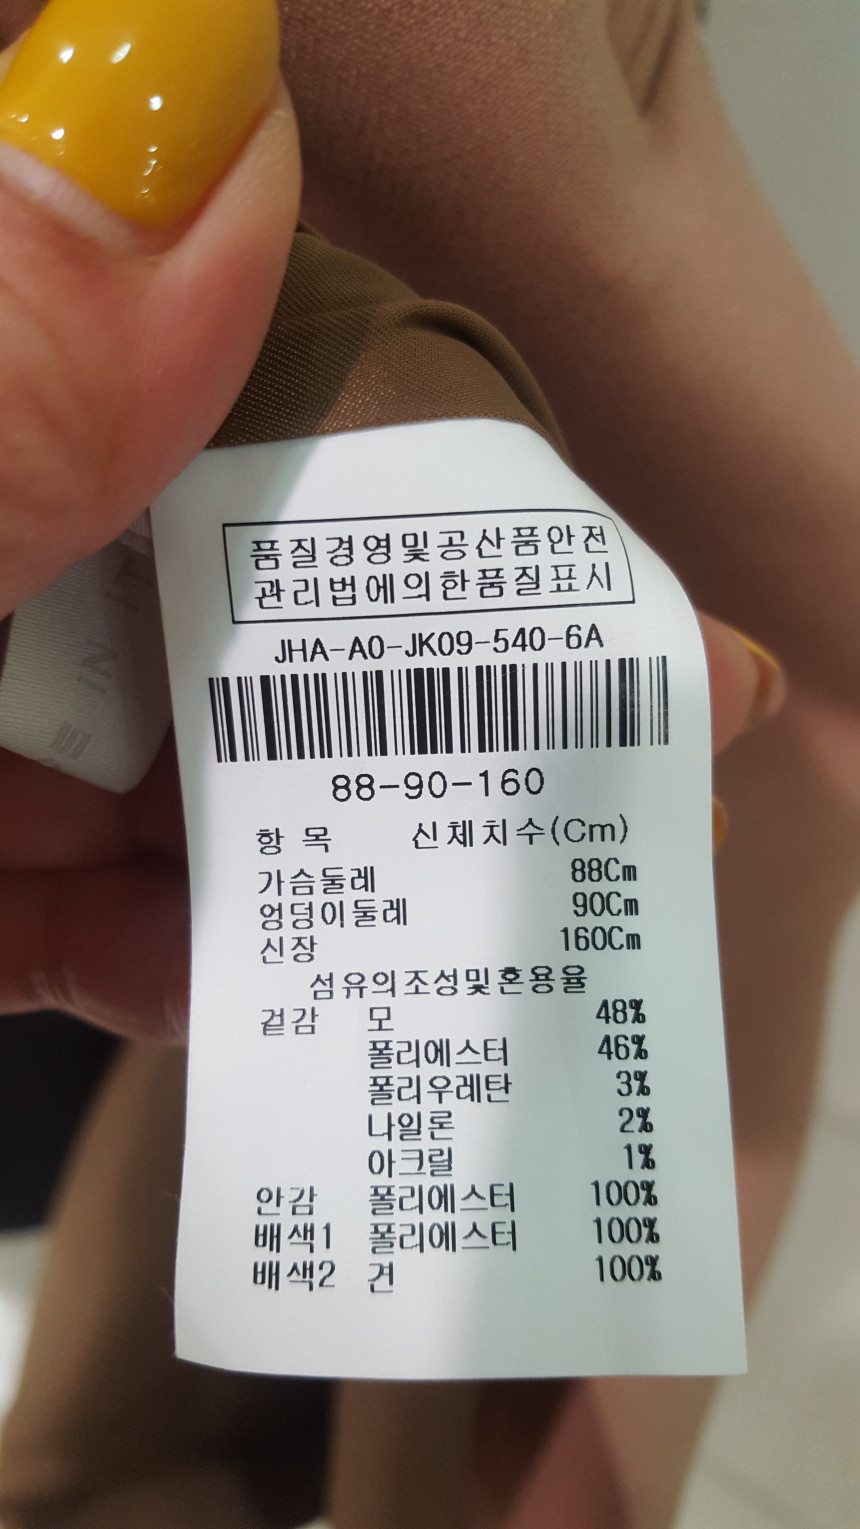 품질경영및공산품안전
관리법에의한품질표시
JHA-A0-JK09-540-6A
88-90-160
항 목 신체치수(Cm)
가슴둘레 88Cm
엉덩이둘레 90Cm
신장 160Cm
섬유의조성및혼용율
겉감 모 48%
폴리에스터 46%
폴리우레탄 3%
나일론 2%
아크릴 1%
안감 폴리에스터 100%
배색1 폴리에스터 100%
배색2 견 100%